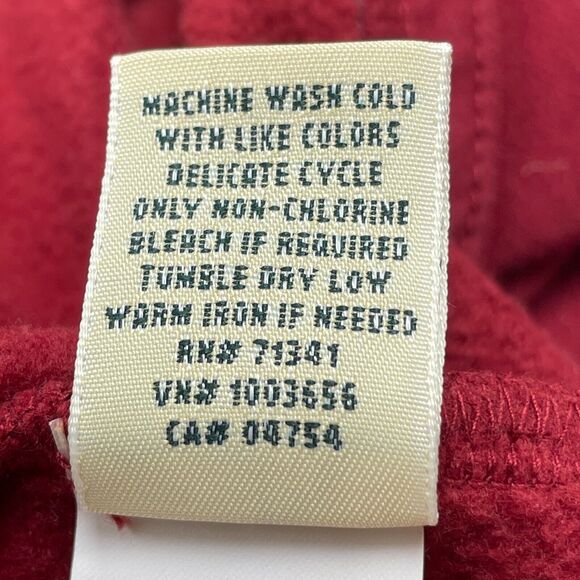 MACHINE WASH COLD
WITH LIKE COLORS
DELICATE CYCLE
ONLY NON-CHLORINE
BLEACH IF REQUIRED
TUMBLE DRY LOW
WARM IRON IF NEEDED
RN# 71341
VN# 1003656
CA# 04754